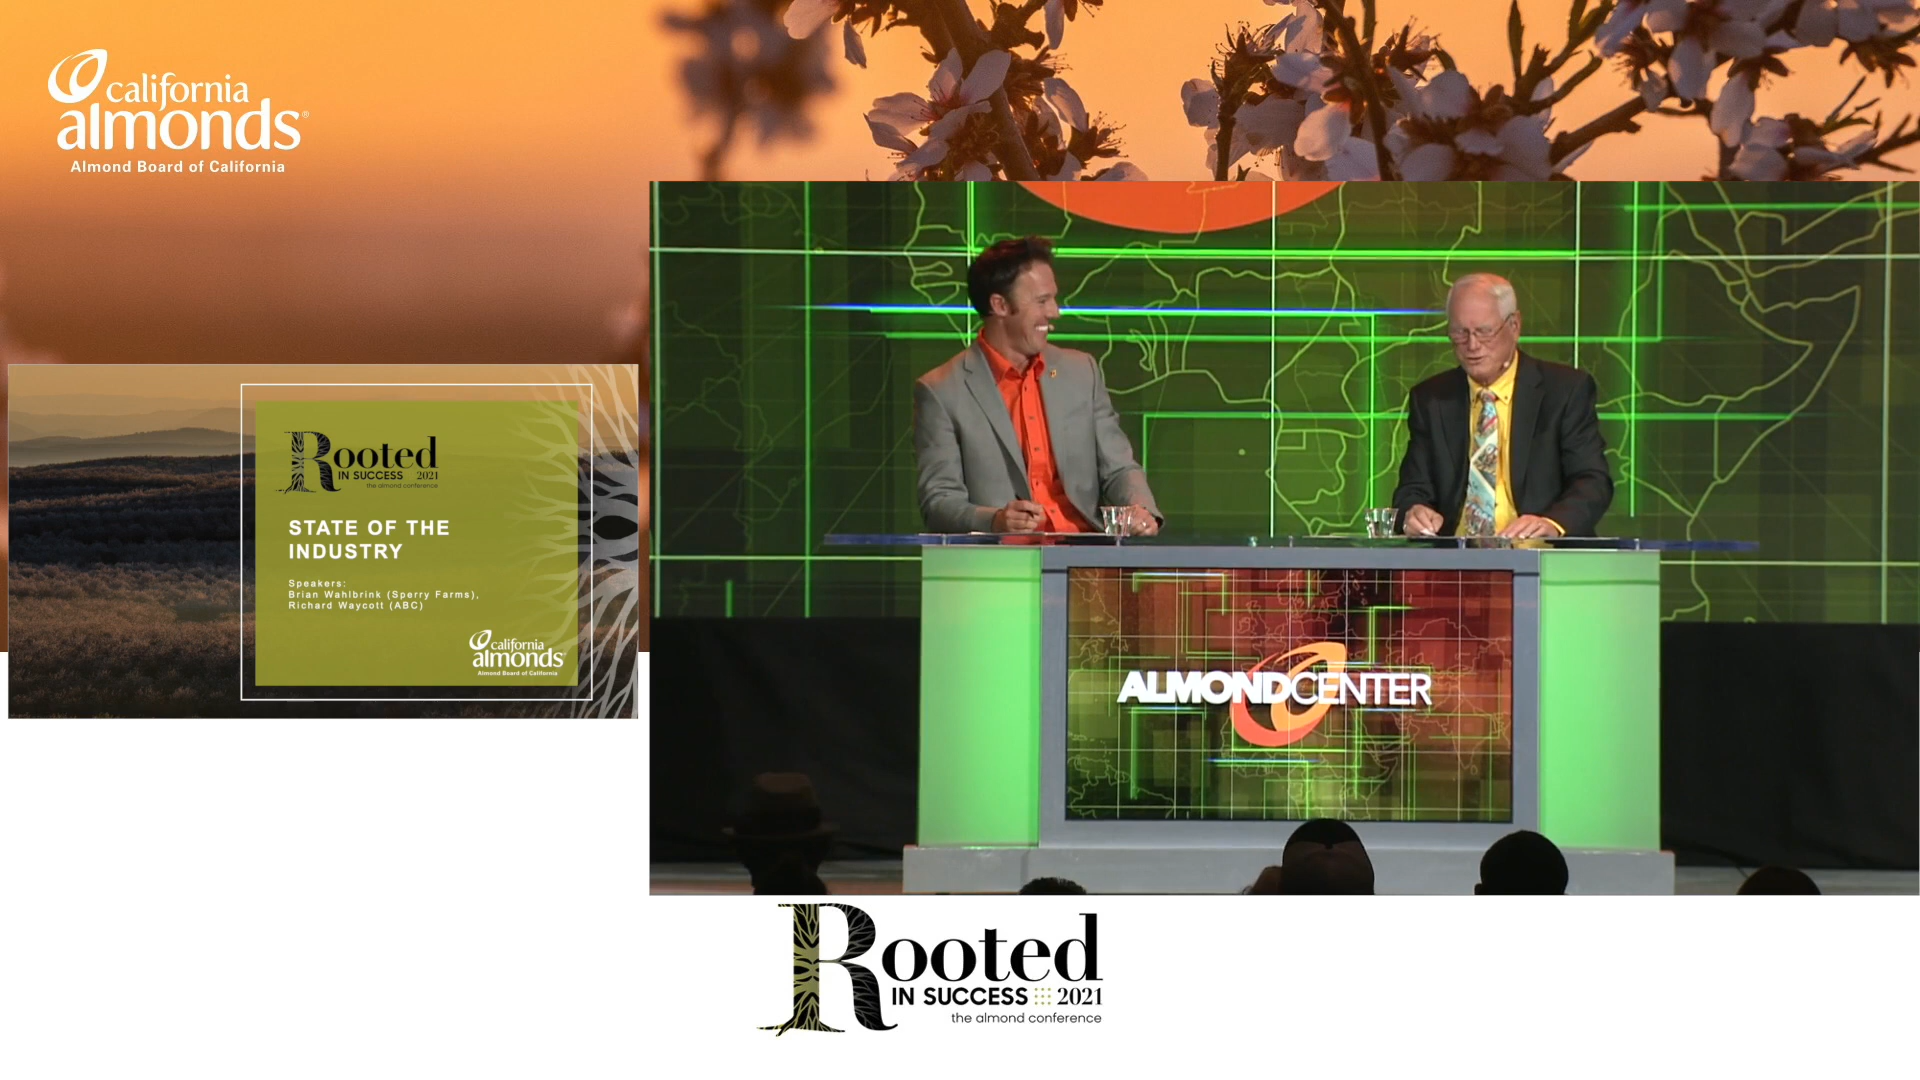 california
almonds®
Almond Board of California
Rooted
IN SUCCESS 2021
the almond conference
STATE OF THE
INDUSTRY
Speakers:
Brian Wahlbrink (Sperry Farms),
Richard Waycott (ABC)
california
almonds
Almond Board of California
ALMONDCENTER
Rooted
IN SUCCESS 2021
the almond conference